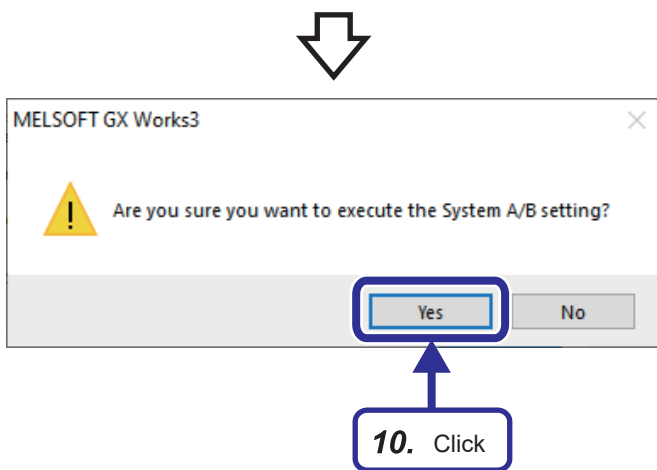 MELSOFT GX Works3
Are you sure you want to execute the System A/B setting?
Yes No
10. Click